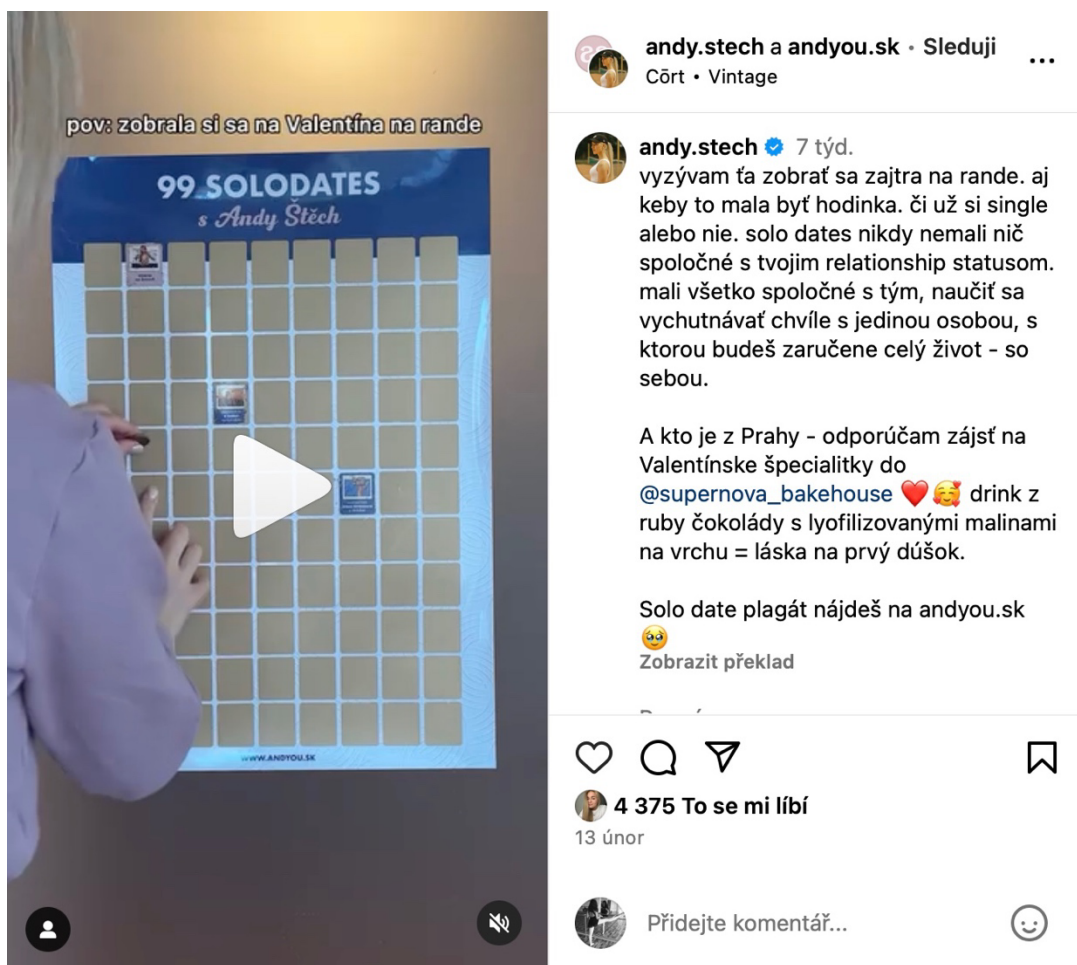 pov: zobrala si sa na Valentína na rande
99 SOLODATES
s Andy Štěch
WWW.ANDYOU.SK
andy.stech a andyou.sk • Sleduji
Cōrt • Vintage
andy.stech 7 týd.
vyzývam ťa zobrať sa zajtra na rande. aj
keby to mala byť hodinka. či už si single
alebo nie. solo dates nikdy nemali nič
spoločné s tvojim relationship statusom.
mali všetko spoločné s tým, naučiť sa
vychutnávať chvíle s jedinou osobou, s
ktorou budeš zaručene celý život - so
sebou.
A kto je z Prahy - odporúčam zájsť na
Valentínske špecialitky do
@supernova_bakehouse ❤️🥰 drink z
ruby čokolády s lyofilizovanými malinami
na vrchu = láska na prvý dúšok.
Solo date plagát nájdeš na andyou.sk
🥹
Zobrazit překlad
4 375 To se mi líbí
13 únor
Přidejte komentář...